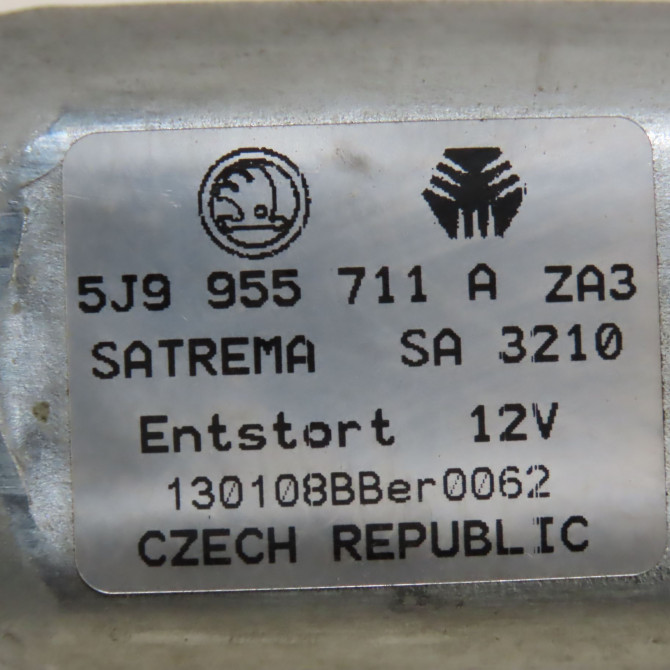 5J9 955 711 A ZA3
SATREMA SA 3210
Entstort 12V
130108BBer0062
CZECH REPUBLIC